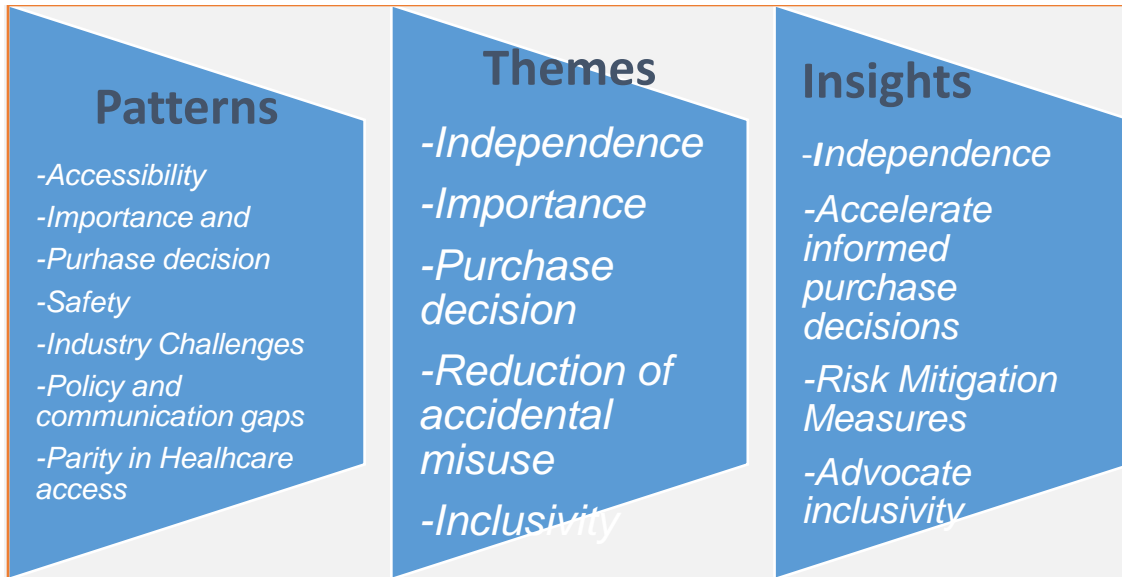 Patterns
-Accessibility
-Importance and
-Purhase decision
-Safety
-Industry Challenges
-Policy and
communication gaps
-Parity in Healhcare
access
Themes
-Independence
-Importance
-Purchase
decision
-Reduction of
accidental
misuse
-Inclusivity
Insights
-Independence
-Accelerate
informed
purchase
decisions
-Risk Mitigation
Measures
-Advocate
inclusivity